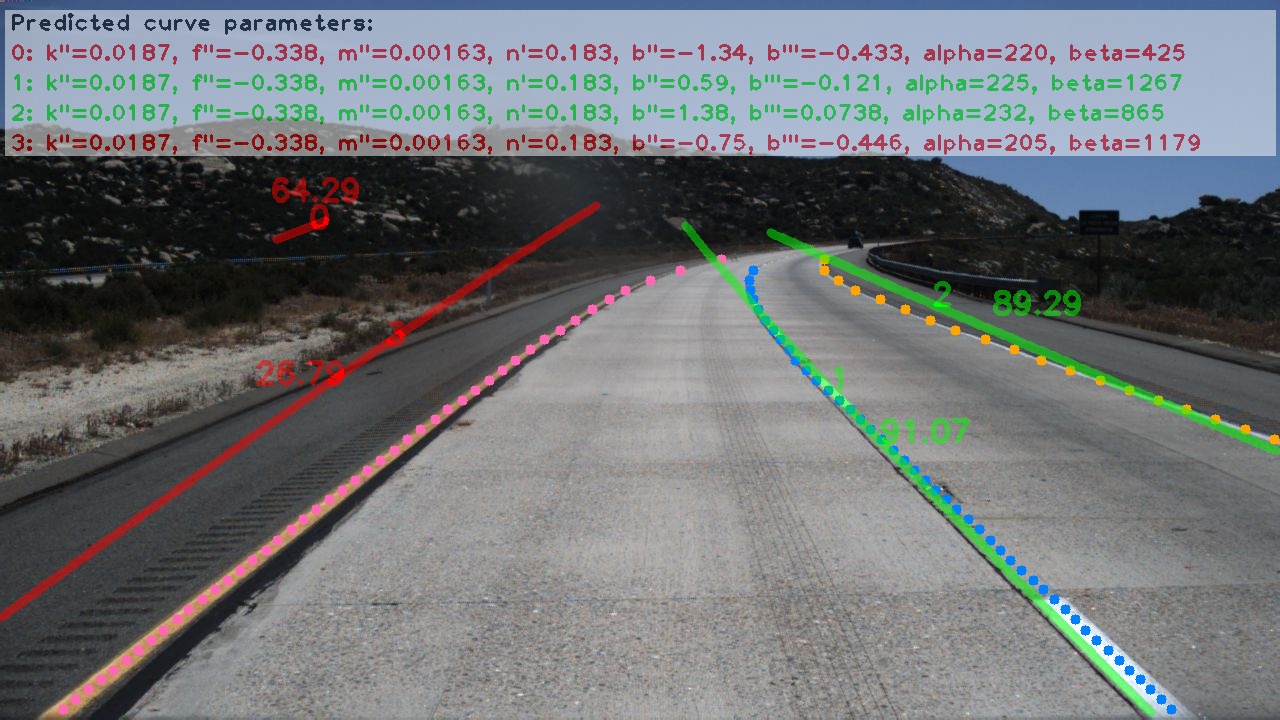 Predicted curve parameters:
0: k''=0.0187, f''=-0.338, m''=0.00163, n'=0.183, b''=-1.34, b'''=-0.433, alpha=220, beta=425
1: k''=0.0187, f''=-0.338, m''=0.00163, n'=0.183, b''=0.59, b'''=-0.121, alpha=225, beta=1267
2: k''=0.0187, f''=-0.338, m''=0.00163, n'=0.183, b''=1.38, b'''=0.0738, alpha=232, beta=865
3: k''=0.0187, f''=-0.338, m''=0.00163, n'=0.183, b''=-0.75, b'''=-0.446, alpha=205, beta=1179
64.29
0
2 89.29
3
26.79
1
91.07